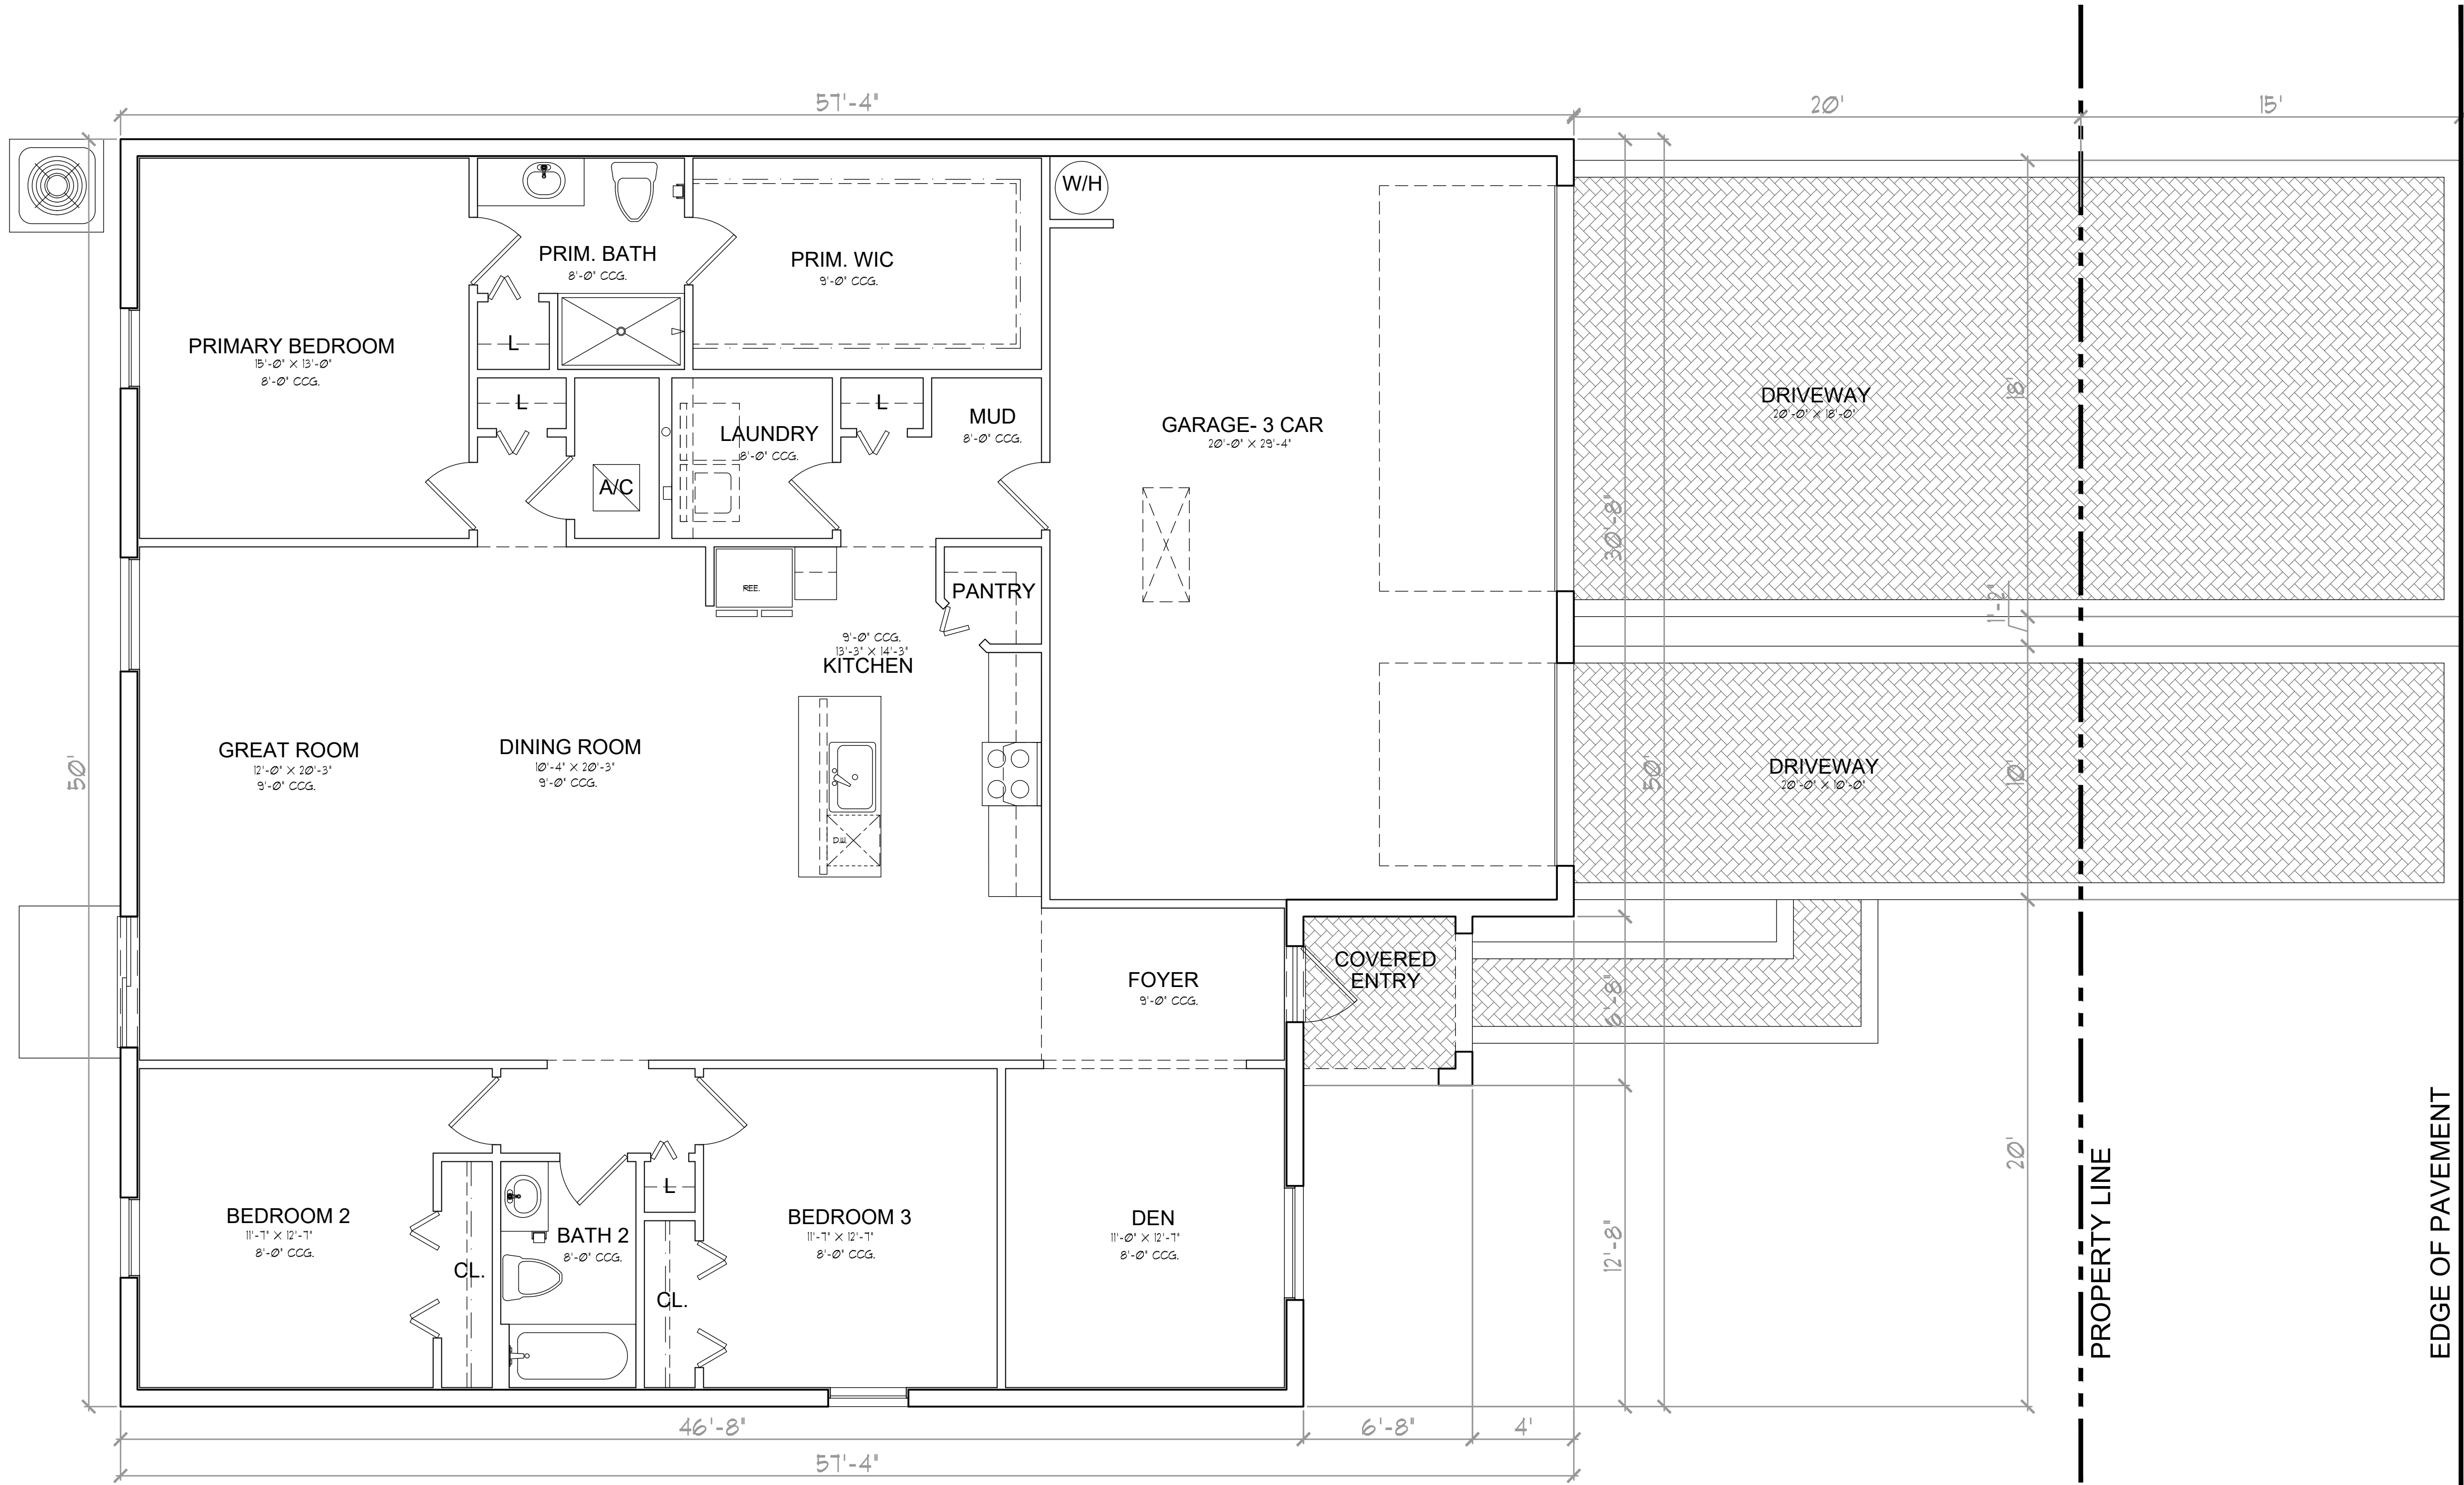 57'-4"
20'
15'
W/H
PRIM. BATH
8'-0" CCG.
PRIM. WIC
9'-0" CCG.
PRIMARY BEDROOM
15'-0" X 13'-0"
8'-0" CCG.
L
L
L
A/C
LAUNDRY
8'-0" CCG.
MUD
8'-0" CCG.
GARAGE- 3 CAR
20'-0" X 29'-4"
DRIVEWAY
20'-0" X 18'-0"
18'
30'-8"
1'-2"
REF.
PANTRY
9'-0" CCG.
13'-3" X 14'-3"
KITCHEN
50'
GREAT ROOM
12'-0" X 20'-3"
9'-0" CCG.
DINING ROOM
10'-4" X 20'-3"
9'-0" CCG.
D.W.
50'
DRIVEWAY
20'-0" X 10'-0"
10'
FOYER
9'-0" CCG.
COVERED
ENTRY
6'-8"
BEDROOM 2
11'-7" X 12'-7"
8'-0" CCG.
CL.
BATH 2
8'-0" CCG.
L
CL.
BEDROOM 3
11'-7" X 12'-7"
8'-0" CCG.
DEN
11'-0" X 12'-7"
8'-0" CCG.
12'-8"
20'
PROPERTY LINE
EDGE OF PAVEMENT
46'-8"
6'-8"
4'
57'-4"